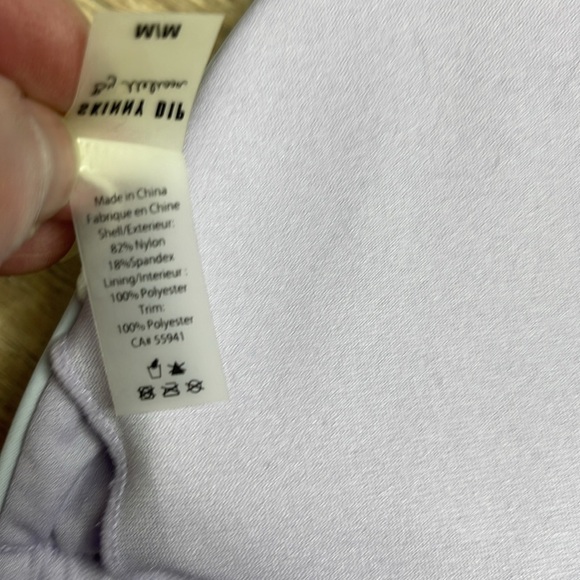 M/M
SKINNY DIP
Made in China
Fabrique en Chine
Shell/Exterieur:
82% Nylon
18%Spandex
Lining/Interieur :
100% Polyester
Trim:
100% Polyester
CA# 55941